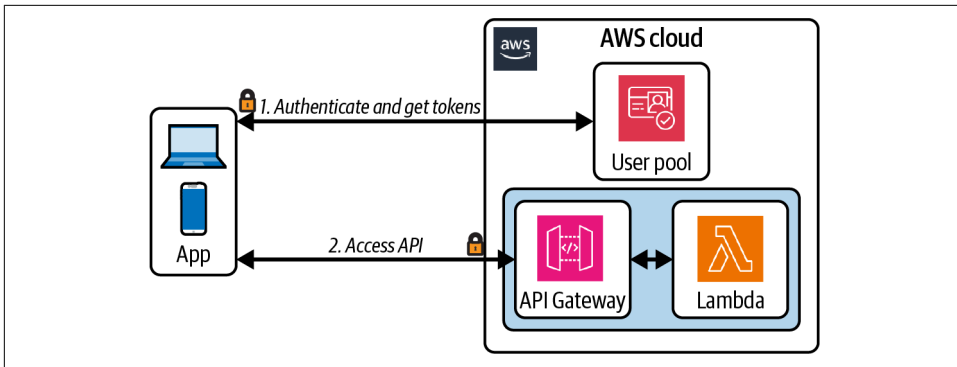 AWS cloud
aws
1. Authenticate and get tokens
User pool
App
2. Access API
</>
API Gateway
Lambda